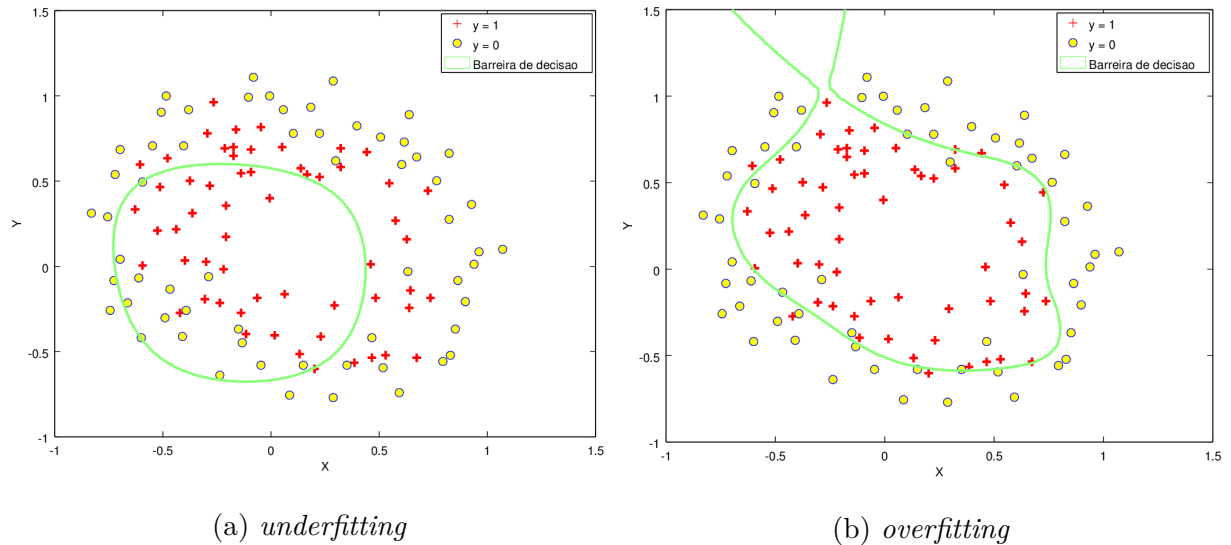 1.5
1
0.5
0
-0.5
-1
-1
-0.5
0
0.5
1
1.5
X
Y
y = 1
y = 0
Barreira de decisao
(a) underfitting
1.5
1
0.5
0
-0.5
-1
-1
-0.5
0
0.5
1
1.5
X
Y
y = 1
y = 0
Barreira de decisao
(b) overfitting